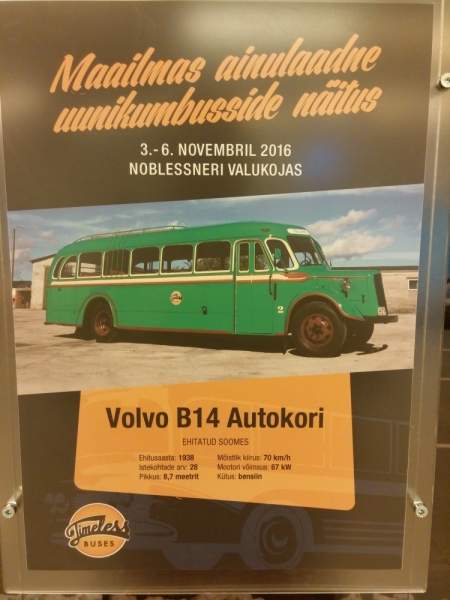 Maailmas ainulaadne
uunikumbusside näitus
3.- 6. NOVEMBRIL 2016
NOBLESSNERI VALUKOJAS
2
Volvo B14 Autokori
EHITATUD SOOMES
Ehitusaasta: 1938
Istekohtade arv: 28
Pikkus: 8,7 meetrit
Mõistlik kiirus: 70 km/h
Mootori võimsus: 67 kW
Kütus: bensiin
Timeless
BUSES